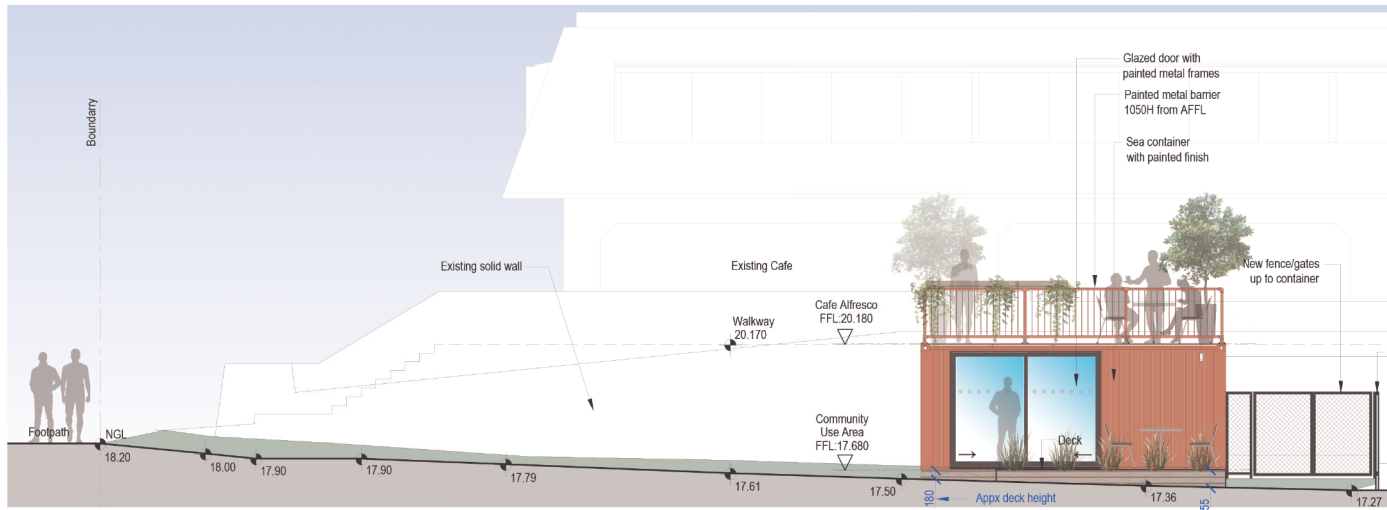 Boundarry
Glazed door with
painted metal frames
Painted metal barrier
1050H from AFFL
Sea container
with painted finish
Existing solid wall
Existing Cafe
New fence/gates
up to container
Cafe Alfresco
FFL:20.180
Walkway
20.170
Community
Use Area
FFL:17.680
Footpath
NGL
Deck
18.20
18.00
17.90
17.90
17.79
17.61
17.50
180
Appx deck height
17.36
17.27